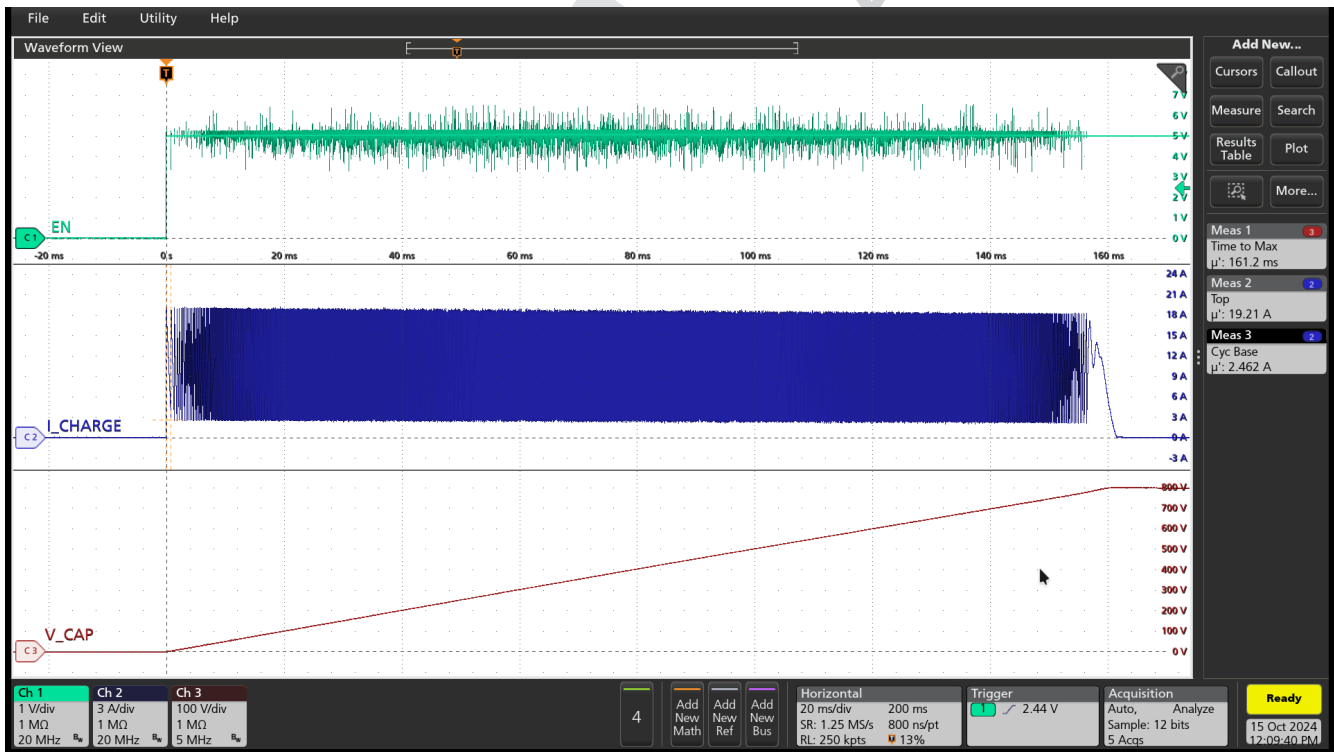 File Edit Utility Help
Waveform View
Add New...
Cursors Callout
Measure Search
Results Table Plot
More...
T
T
7 V
6 V
5 V
4 V
3 V
2 V
1 V
0 V
EN
C1
-20 ms 0 s 20 ms 40 ms 60 ms 80 ms 100 ms 120 ms 140 ms 160 ms
24 A
21 A
18 A
15 A
12 A
9 A
6 A
3 A
0 A
-3 A
I_CHARGE
C2
800 V
700 V
600 V
500 V
400 V
300 V
200 V
100 V
0 V
V_CAP
C3
Meas 1 3
Time to Max
µ': 161.2 ms
Meas 2 2
Top
µ': 19.21 A
Meas 3 2
Cyc Base
µ': 2.462 A
Ch 1
1 V/div
1 MΩ
20 MHz Bw
Ch 2
3 A/div
1 MΩ
20 MHz Bw
Ch 3
100 V/div
1 MΩ
5 MHz Bw
4
Add New Math
Add New Ref
Add New Bus
Horizontal
20 ms/div 200 ms
SR: 1.25 MS/s 800 ns/pt
RL: 250 kpts 13%
Trigger
1 2.44 V
Acquisition
Auto, Analyze
Sample: 12 bits
5 Acqs
Ready
15 Oct 2024
12:09:40 PM